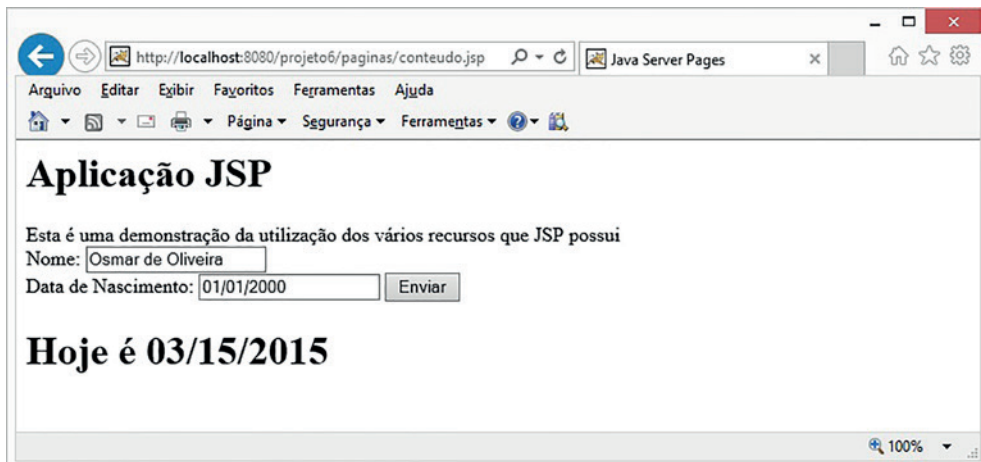 http://localhost:8080/projeto6/paginas/conteudo.jsp
Java Server Pages
Arquivo Editar Exibir Favoritos Ferramentas Ajuda
Página Segurança Ferramentas
Aplicação JSP
Esta é uma demonstração da utilização dos vários recursos que JSP possui
Nome: Osmar de Oliveira
Data de Nascimento: 01/01/2000 Enviar
Hoje é 03/15/2015
100%